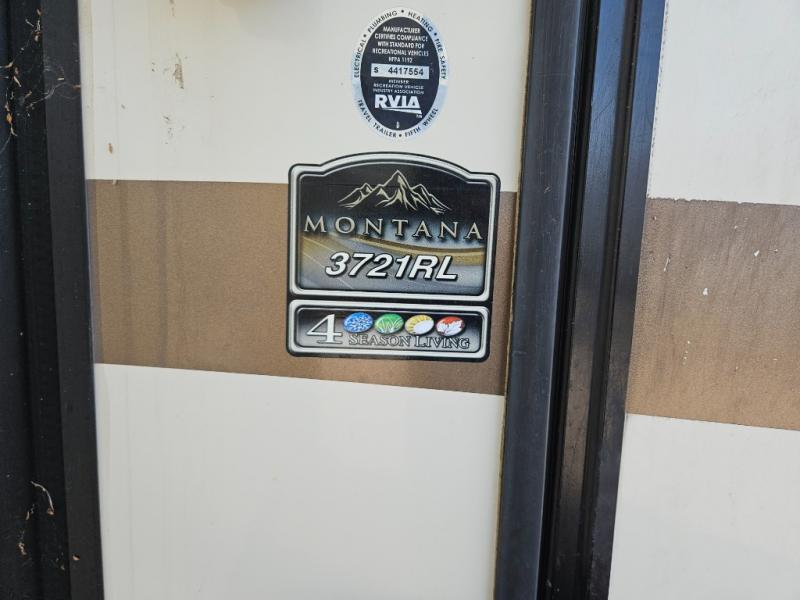 ELECTRICAL • PLUMBING • HEATING • FIRE SAFETY
MANUFACTURER
CERTIFIES COMPLIANCE
WITH STANDARD FOR
RECREATIONAL VEHICLES
NFPA 1192
S 4417554
MEMBER
RECREATION VEHICLE
INDUSTRY ASSOCIATION
RVIA
TRAVEL TRAILER • FIFTH WHEEL
MONTANA
3721RL
4 SEASON LIVING